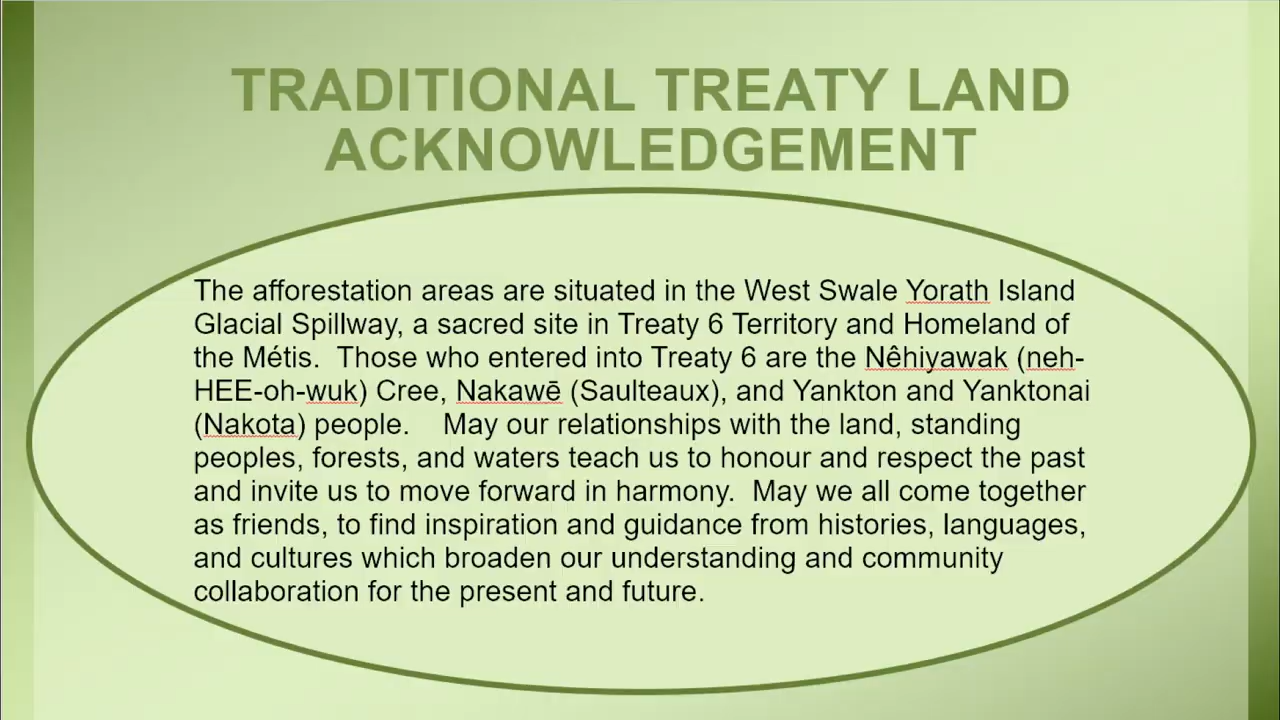 TRADITIONAL TREATY LAND
ACKNOWLEDGEMENT
The afforestation areas are situated in the West Swale Yorath Island
Glacial Spillway, a sacred site in Treaty 6 Territory and Homeland of
the Métis.  Those who entered into Treaty 6 are the Nêhiyawak (neh-
HEE-oh-wuk) Cree, Nakawē (Saulteaux), and Yankton and Yanktonai
(Nakota) people.    May our relationships with the land, standing
peoples, forests, and waters teach us to honour and respect the past
and invite us to move forward in harmony.  May we all come together
as friends, to find inspiration and guidance from histories, languages,
and cultures which broaden our understanding and community
collaboration for the present and future.